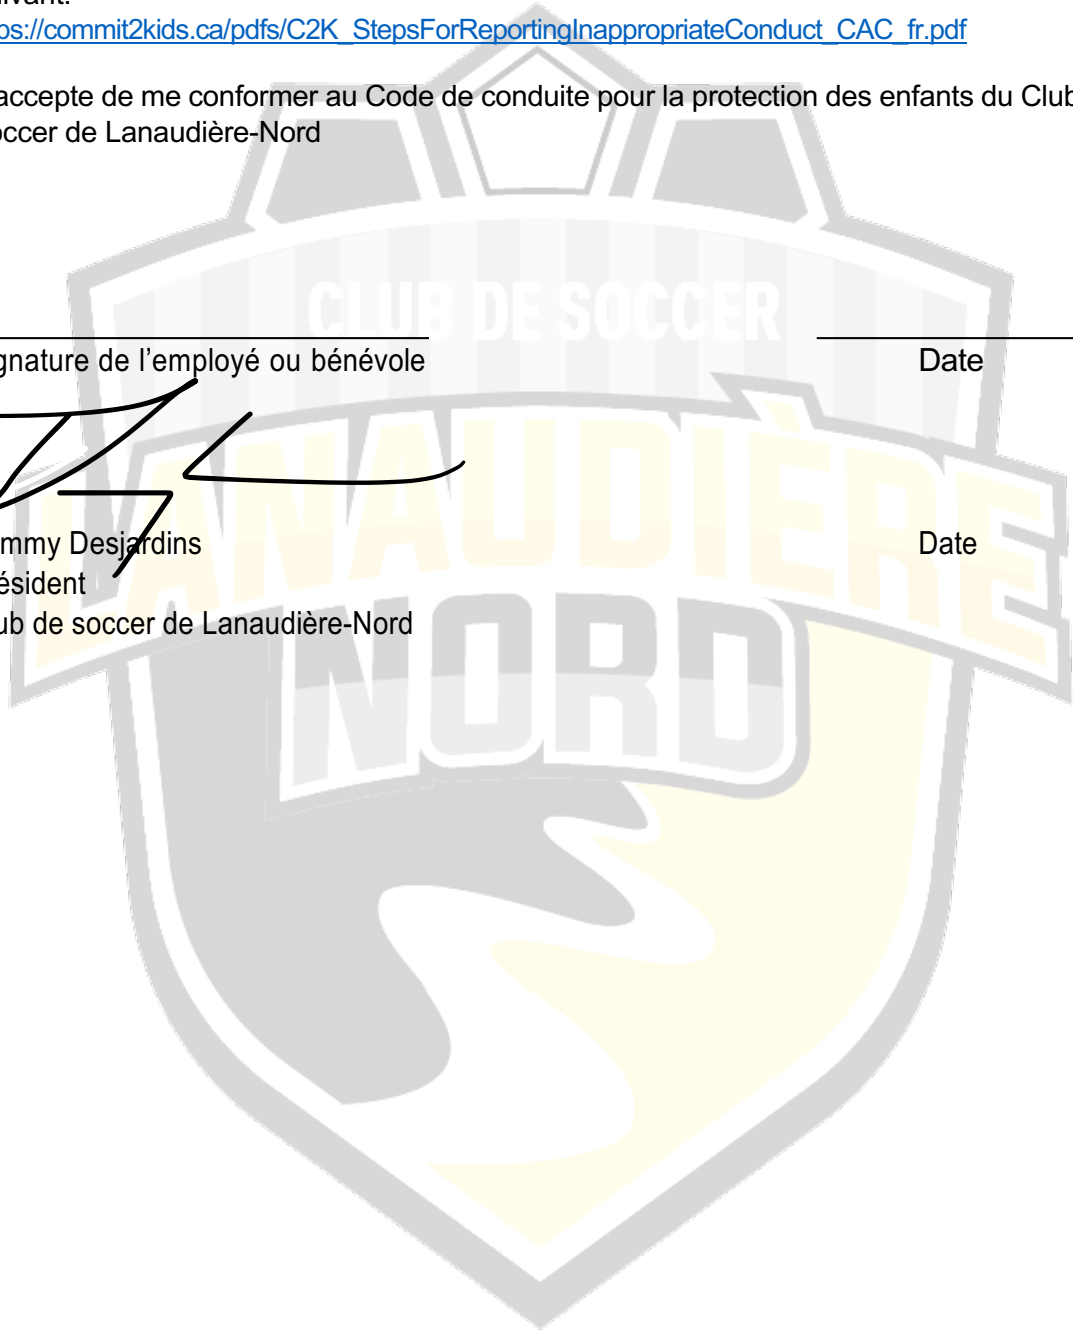 ivant:
ps://commit2kids.ca/pdfs/C2K_StepsForReportingInappropriateConduct_CAC_fr.pdf
accepte de me conformer au Code de conduite pour la protection des enfants du Club
occer de Lanaudière-Nord
CLUB DE SOCCER
gnature de l'employé ou bénévole Date
LANAUDIÈRE
mmy Desjardins Date
ésident
ub de soccer de Lanaudière-Nord
NORD